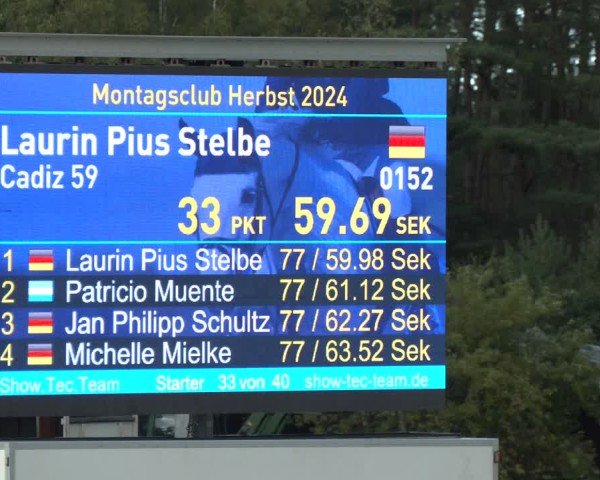 Montagsclub Herbst 2024
Laurin Pius Stelbe
Cadiz 59 0152
33 PKT 59.69 SEK
1 Laurin Pius Stelbe 77 / 59.98 Sek
2 Patricio Muente 77 / 61.12 Sek
3 Jan Philipp Schultz 77 / 62.27 Sek
4 Michelle Mielke 77 / 63.52 Sek
Show.Tec.Team Starter 33 von 40 show-tec-team.de